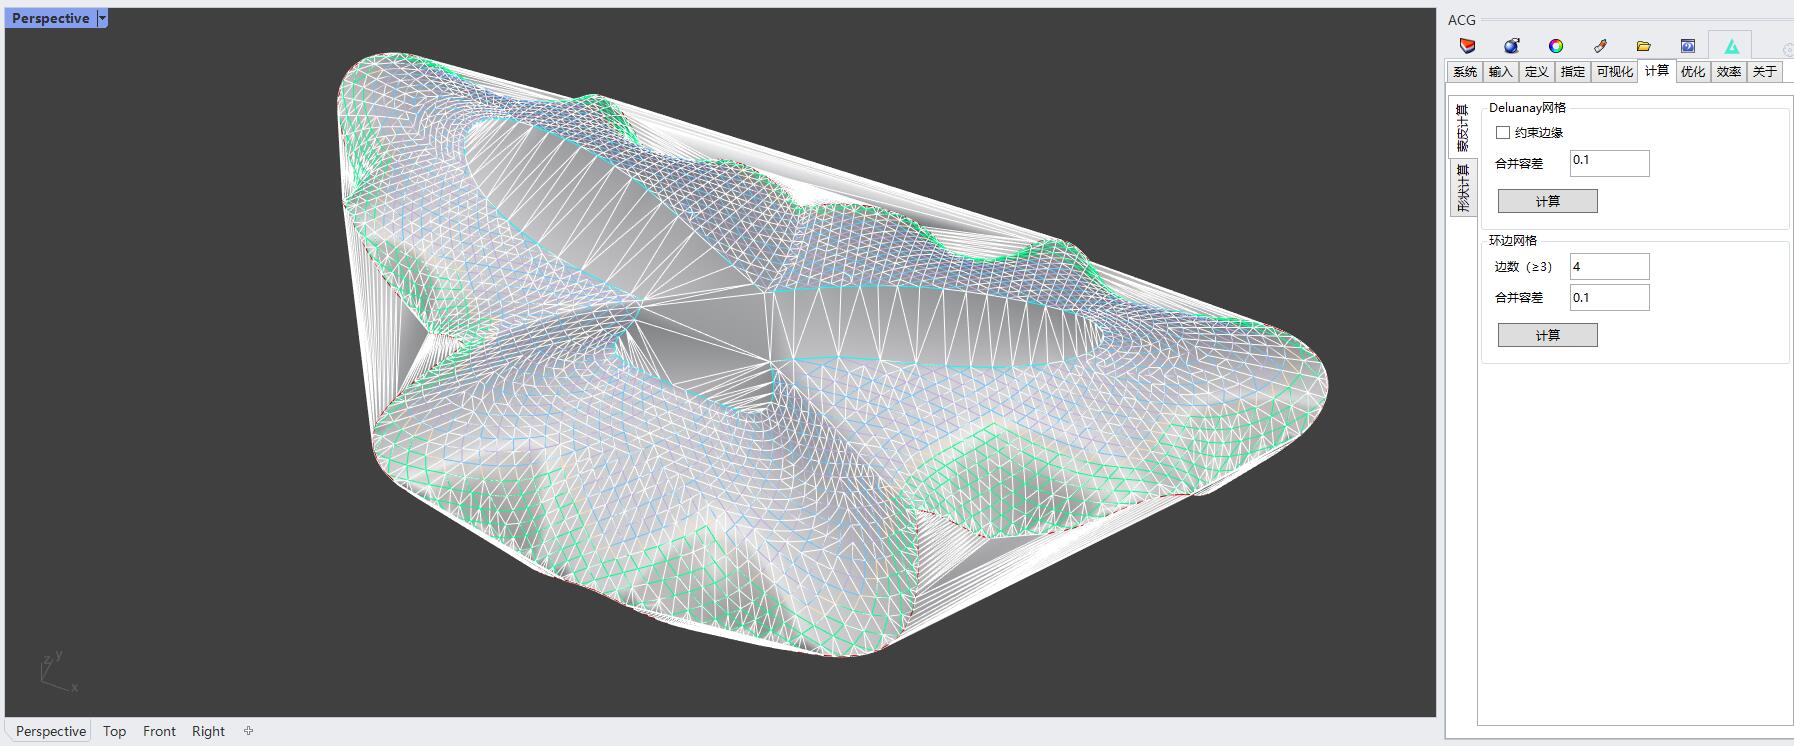 Perspective
ACG
系统 输入 定义 指定 可视化 计算 优化 效率 关于
蒙皮计算
形状计算
Deluanay网格
约束边缘
合并容差 0.1
计算
环边网格
边数（≥3） 4
合并容差 0.1
计算
z y
x
Perspective Top Front Right